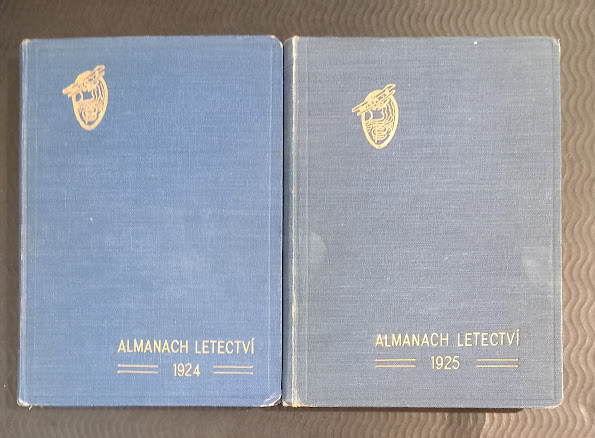 ALMANACH LETECTVÍ
1924
ALMANACH LETECTVÍ
1925